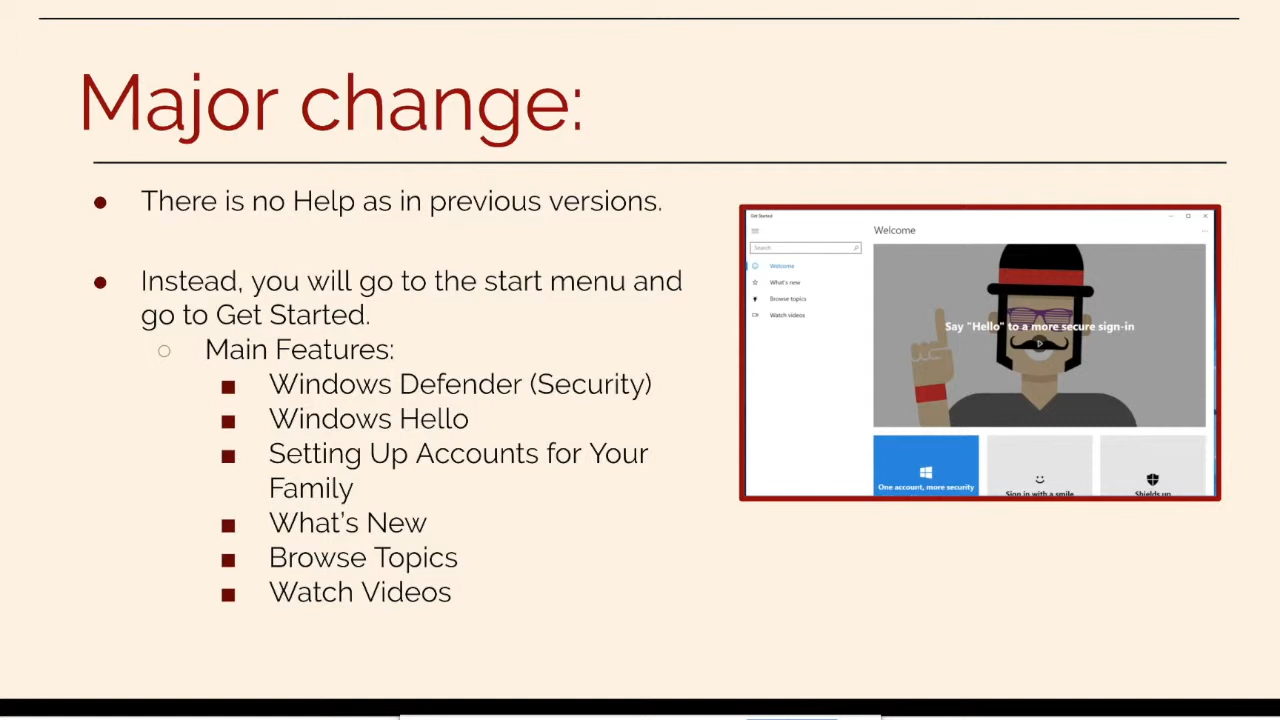 Major change:
There is no Help as in previous versions.
Instead, you will go to the start menu and
go to Get Started.
Main Features:
Windows Defender (Security)
Windows Hello
Setting Up Accounts for Your
Family
What's New
Browse Topics
Watch Videos
Get Started
Welcome
Search
Welcome
What's new
Browse topics
Watch videos
Say "Hello" to a more secure sign-in
One account, more security
Sign in with a smile
Shields up